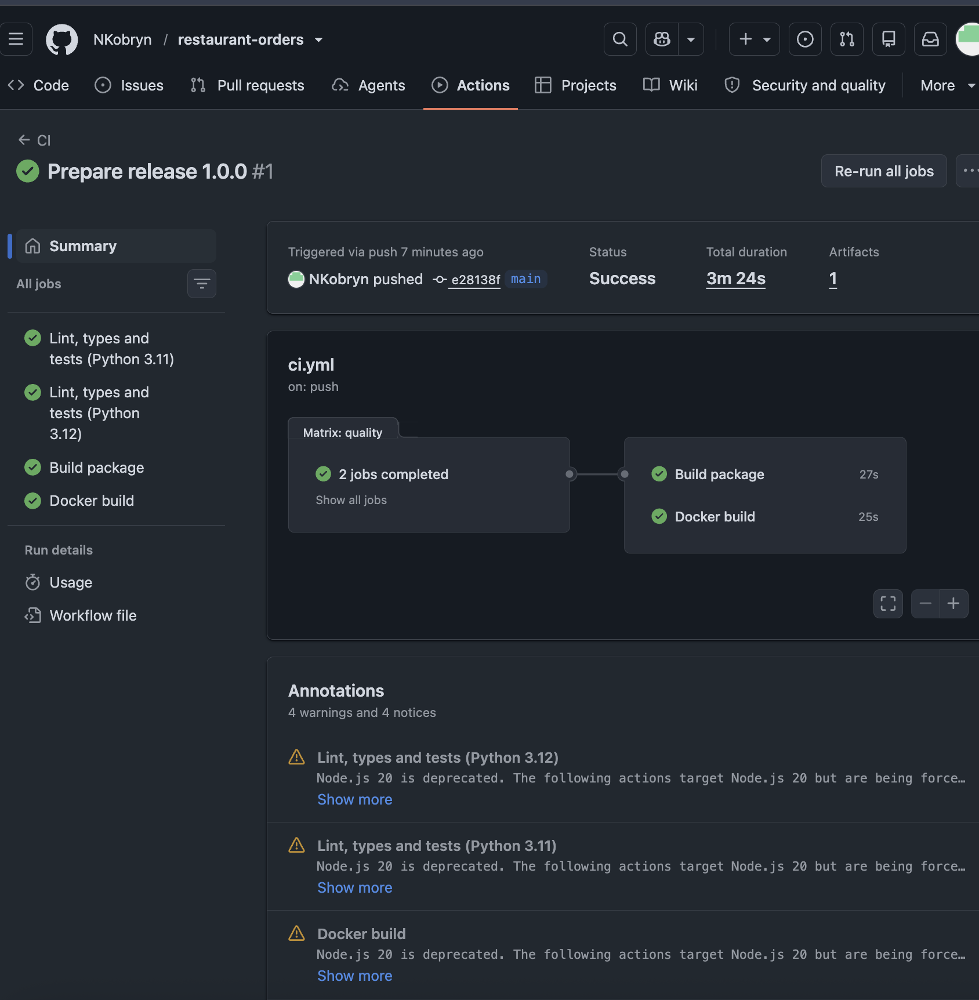 NKobryn / restaurant-orders
Code Issues Pull requests Agents Actions Projects Wiki Security and quality More
CI
Prepare release 1.0.0 #1
Re-run all jobs
Summary
All jobs
Lint, types and
tests (Python 3.11)
Lint, types and
tests (Python
3.12)
Build package
Docker build
Run details
Usage
Workflow file
Triggered via push 7 minutes ago
NKobryn pushed e28138f main
Status
Success
Total duration
3m 24s
Artifacts
1
ci.yml
on: push
Matrix: quality
2 jobs completed
Show all jobs
Build package 27s
Docker build 25s
Annotations
4 warnings and 4 notices
Lint, types and tests (Python 3.12)
Node.js 20 is deprecated. The following actions target Node.js 20 but are being force…
Show more
Lint, types and tests (Python 3.11)
Node.js 20 is deprecated. The following actions target Node.js 20 but are being force…
Show more
Docker build
Node.js 20 is deprecated. The following actions target Node.js 20 but are being force…
Show more